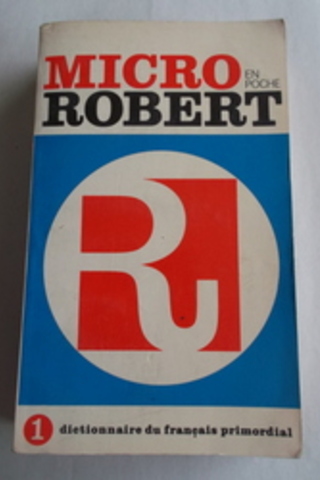 MICRO
EN
POCHE
ROBERT
R
1 dictionnaire du français primordial